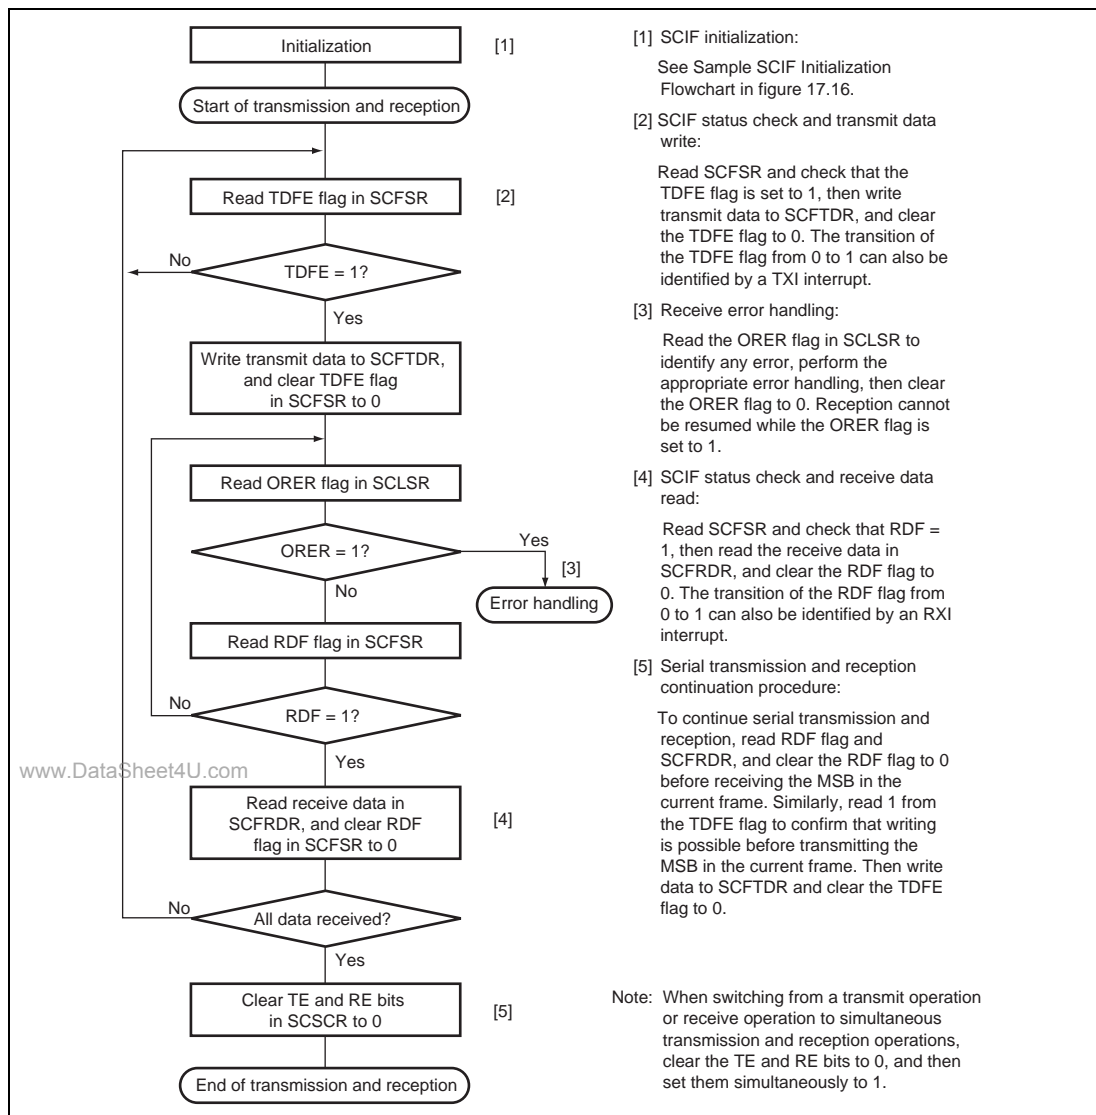 Initialization
[1]
Start of transmission and reception
Read TDFE flag in SCFSR
[2]
No
TDFE = 1?
Yes
Write transmit data to SCFTDR,
and clear TDFE flag
in SCFSR to 0
Read ORER flag in SCLSR
ORER = 1?
Yes
[3]
No
Error handling
Read RDF flag in SCFSR
No
RDF = 1?
Yes
www.DataSheet4U.com
Read receive data in
SCFRDR, and clear RDF
flag in SCFSR to 0
[4]
No
All data received?
Yes
Clear TE and RE bits
in SCSCR to 0
[5]
End of transmission and reception
[1] SCIF initialization:
See Sample SCIF Initialization
Flowchart in figure 17.16.
[2] SCIF status check and transmit data
write:
Read SCFSR and check that the
TDFE flag is set to 1, then write
transmit data to SCFTDR, and clear
the TDFE flag to 0. The transition of
the TDFE flag from 0 to 1 can also be
identified by a TXI interrupt.
[3] Receive error handling:
Read the ORER flag in SCLSR to
identify any error, perform the
appropriate error handling, then clear
the ORER flag to 0. Reception cannot
be resumed while the ORER flag is
set to 1.
[4] SCIF status check and receive data
read:
Read SCFSR and check that RDF =
1, then read the receive data in
SCFRDR, and clear the RDF flag to
0. The transition of the RDF flag from
0 to 1 can also be identified by an RXI
interrupt.
[5] Serial transmission and reception
continuation procedure:
To continue serial transmission and
reception, read RDF flag and
SCFRDR, and clear the RDF flag to 0
before receiving the MSB in the
current frame. Similarly, read 1 from
the TDFE flag to confirm that writing
is possible before transmitting the
MSB in the current frame. Then write
data to SCFTDR and clear the TDFE
flag to 0.
Note: When switching from a transmit operation
or receive operation to simultaneous
transmission and reception operations,
clear the TE and RE bits to 0, and then
set them simultaneously to 1.